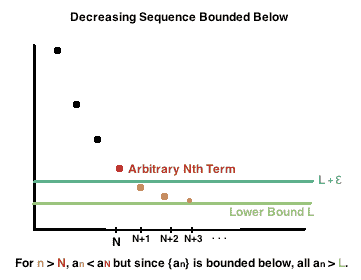 Decreasing Sequence Bounded Below
Arbitrary Nth Term
L + ε
Lower Bound L
N N+1 N+2 N+3 . . .
For n > N, an < aN but since {an} is bounded below, all an > L.